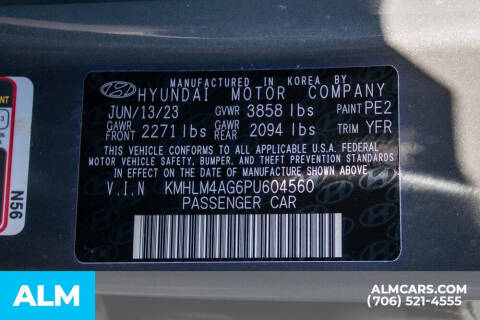 MANUFACTURED IN KOREA BY
HYUNDAI MOTOR COMPANY
JUN/13/23 GVWR 3858 lbs PAINT PE2
GAWR FRONT 2271 lbs GAWR REAR 2094 lbs TRIM YFR
THIS VEHICLE CONFORMS TO ALL APPLICABLE U.S.A. FEDERAL
MOTOR VEHICLE SAFETY, BUMPER, AND THEFT PREVENTION
STANDARDS IN EFFECT ON THE DATE OF MANUFACTURE SHOWN ABOVE.
V.I.N KMHLM4AG6PU604560
PASSENGER CAR
N56
ALM
ALMCARS.COM
(706) 521-4555